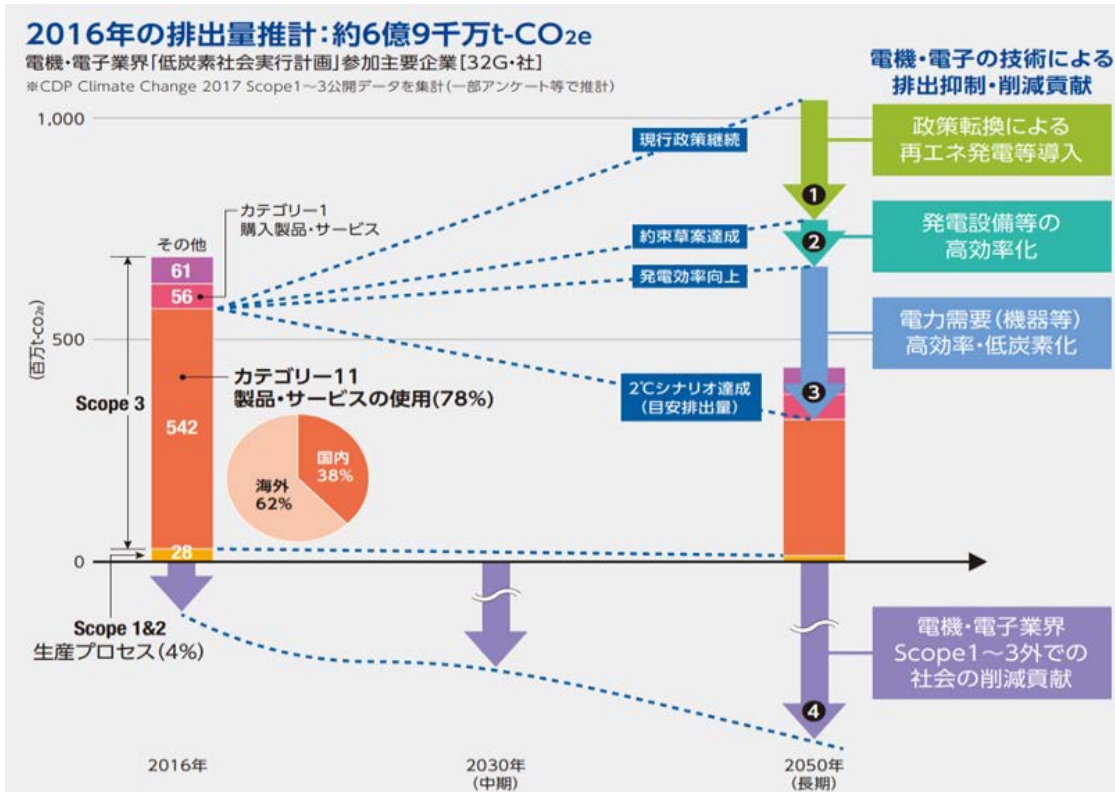 2016年の排出量推計：約6億9千万t-CO2e
電機・電子業界「低炭素社会実行計画」参加主要企業［32G・社］
※CDP Climate Change 2017 Scope1～3公開データを集計（一部アンケート等で推計）
電機・電子の技術による
排出抑制・削減貢献
1,000
500
0
（百万t-CO2e）
現行政策継続
約束草案達成
発電効率向上
2℃シナリオ達成
（目安排出量）
カテゴリー1
購入製品・サービス
その他
61
56
542
28
Scope 3
カテゴリー11
製品・サービスの使用（78%）
国内
38%
海外
62%
Scope 1&2
生産プロセス（4%）
1
政策転換による
再エネ発電等導入
2
発電設備等の
高効率化
3
電力需要（機器等）
高効率・低炭素化
4
電機・電子業界
Scope1～3外での
社会の削減貢献
2016年
2030年
（中期）
2050年
（長期）